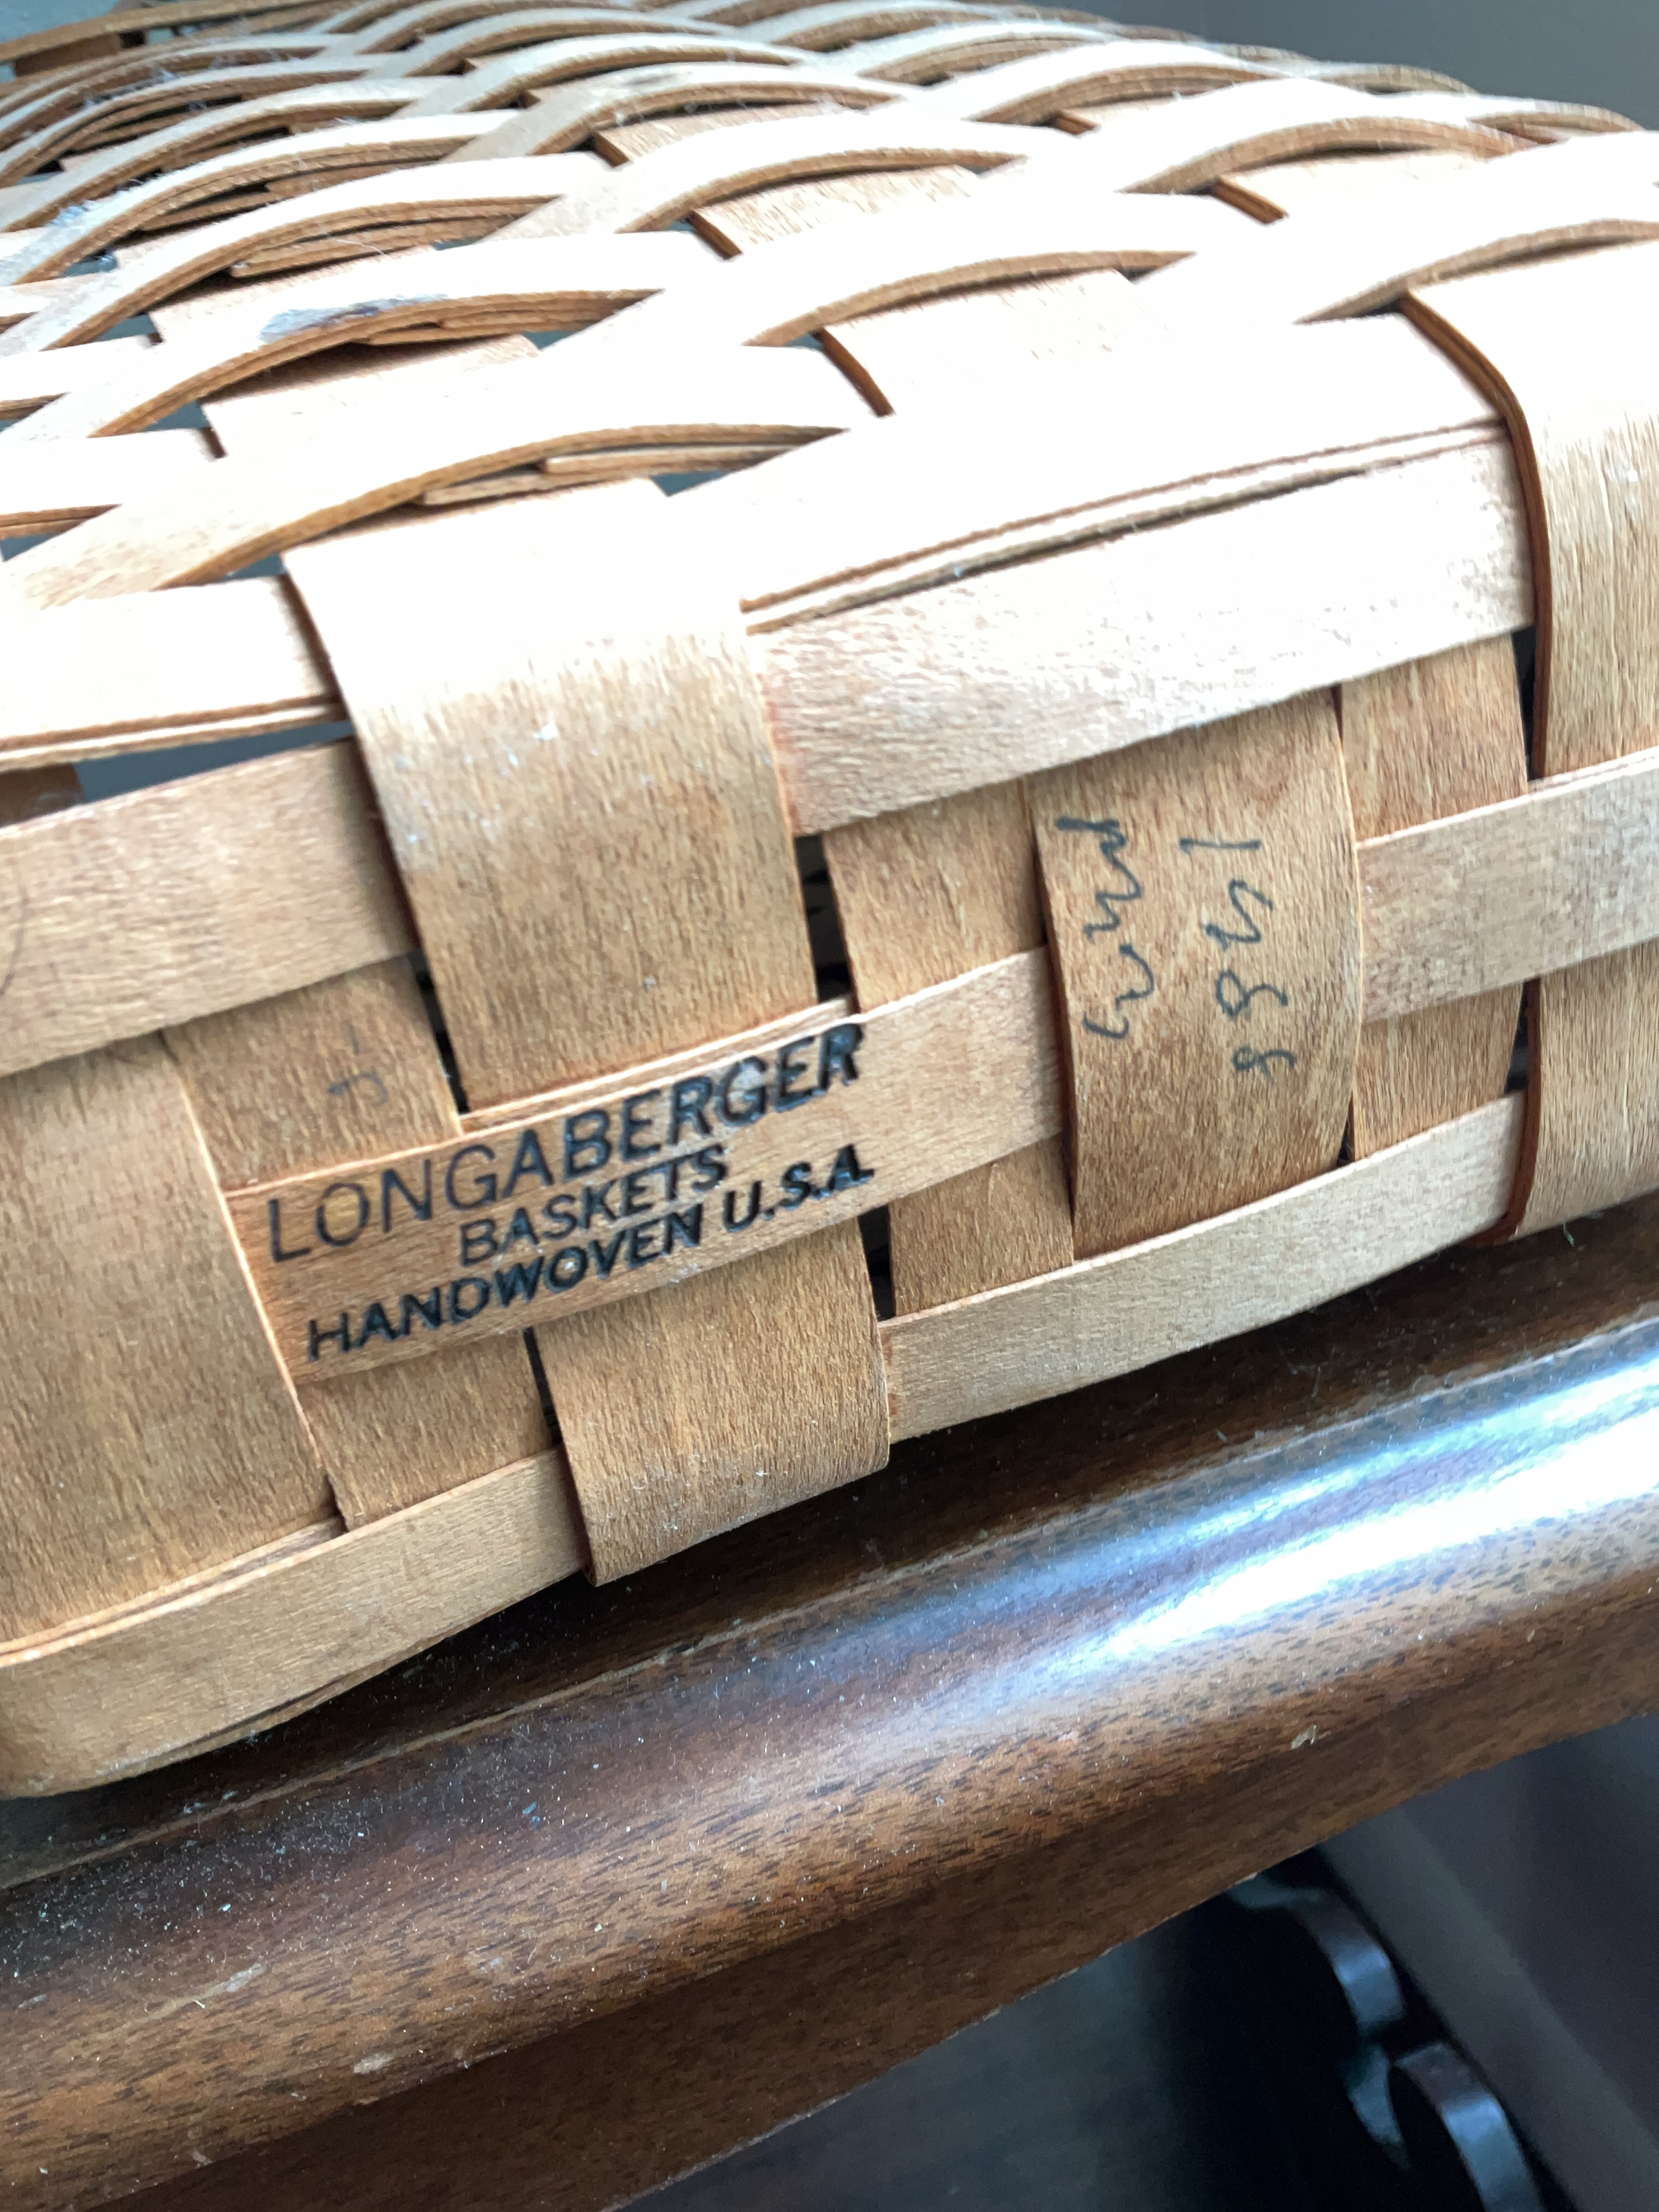 LONGABERGER
BASKETS
HANDWOVEN U.S.A.
1988